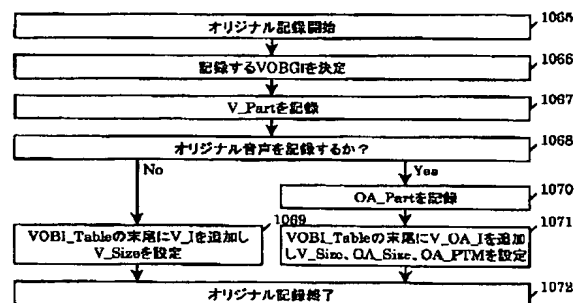 オリジナル記録開始
1065
記録するVOBGIを決定
1066
V_Partを記録
1067
オリジナル音声を記録するか?
1068
No
Yes
OA_Partを記録
1070
VOBI_Tableの末尾にV_Iを追加し
V_Sizeを設定
1069
VOBI_Tableの末尾にV_OA_Iを追加
しV_Size、OA_Size、OA_PTMを設定
1071
オリジナル記録終了
1072